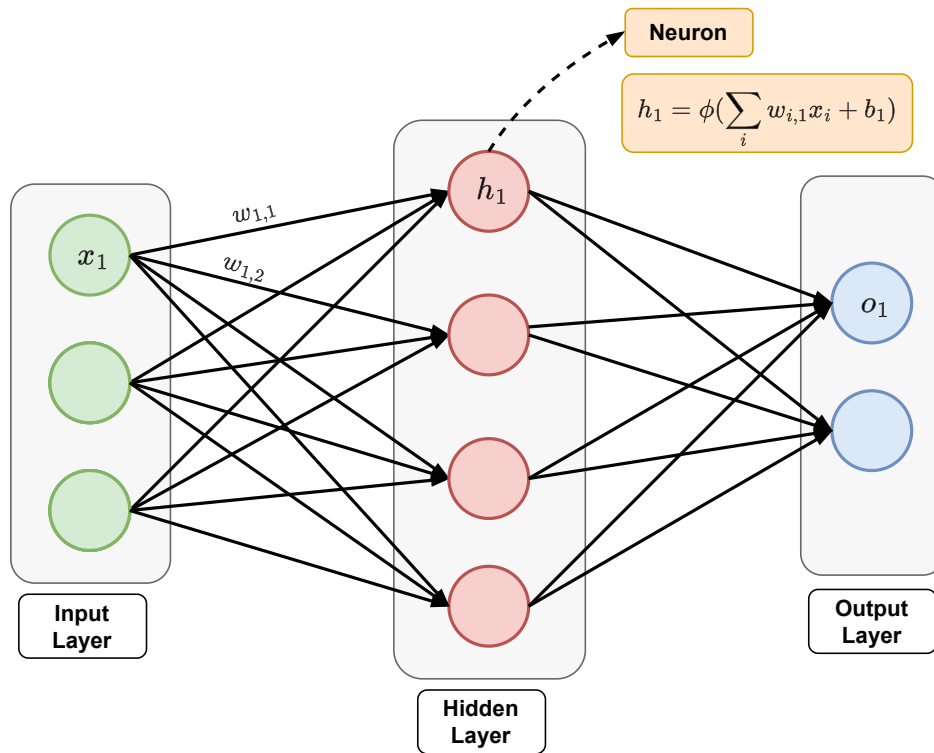 Neuron
h₁ = ϕ(∑ᵢ wᵢ,₁xᵢ + b₁)
h₁
w₁,₁
x₁
w₁,₂
o₁
Input
Layer
Output
Layer
Hidden
Layer